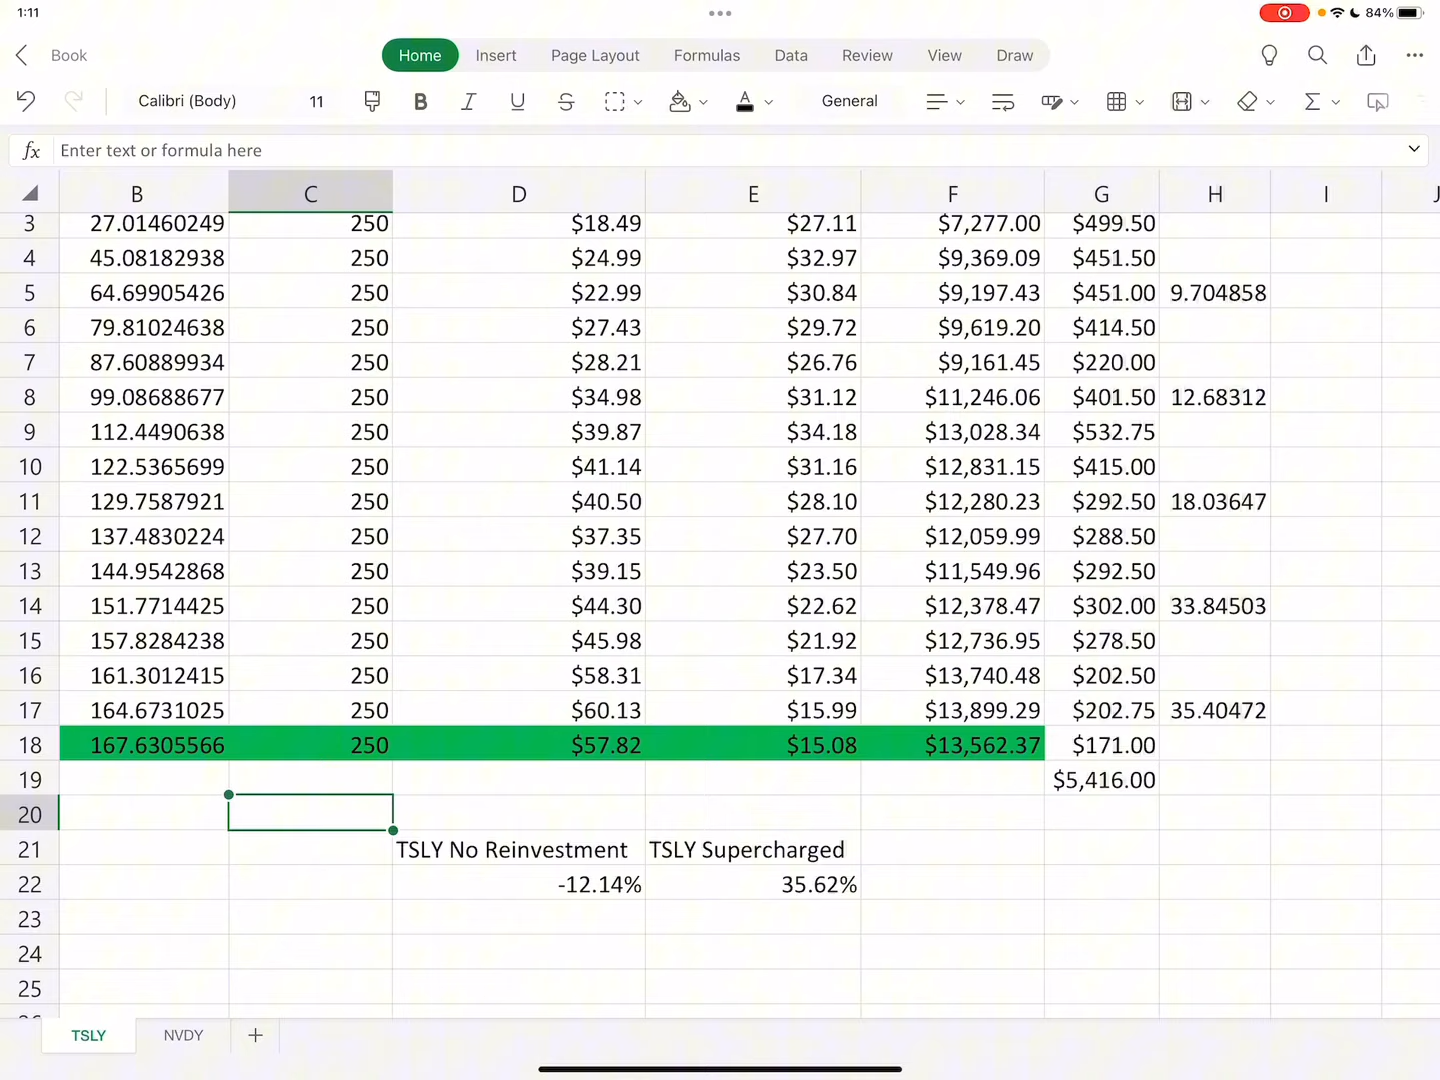 1:11
84%
Book
Home Insert Page Layout Formulas Data Review View Draw
Calibri (Body) 11 B I U S A General Σ
fx Enter text or formula here
B C D E F G H I J
3 27.01460249 250 $18.49 $27.11 $7,277.00 $499.50
4 45.08182938 250 $24.99 $32.97 $9,369.09 $451.50
5 64.69905426 250 $22.99 $30.84 $9,197.43 $451.00 9.704858
6 79.81024638 250 $27.43 $29.72 $9,619.20 $414.50
7 87.60889934 250 $28.21 $26.76 $9,161.45 $220.00
8 99.08688677 250 $34.98 $31.12 $11,246.06 $401.50 12.68312
9 112.4490638 250 $39.87 $34.18 $13,028.34 $532.75
10 122.5365699 250 $41.14 $31.16 $12,831.15 $415.00
11 129.7587921 250 $40.50 $28.10 $12,280.23 $292.50 18.03647
12 137.4830224 250 $37.35 $27.70 $12,059.99 $288.50
13 144.9542868 250 $39.15 $23.50 $11,549.96 $292.50
14 151.7714425 250 $44.30 $22.62 $12,378.47 $302.00 33.84503
15 157.8284238 250 $45.98 $21.92 $12,736.95 $278.50
16 161.3012415 250 $58.31 $17.34 $13,740.48 $202.50
17 164.6731025 250 $60.13 $15.99 $13,899.29 $202.75 35.40472
18 167.6305566 250 $57.82 $15.08 $13,562.37 $171.00
19 $5,416.00
20
21 TSLY No Reinvestment TSLY Supercharged
22 -12.14% 35.62%
23
24
25
TSLY NVDY +